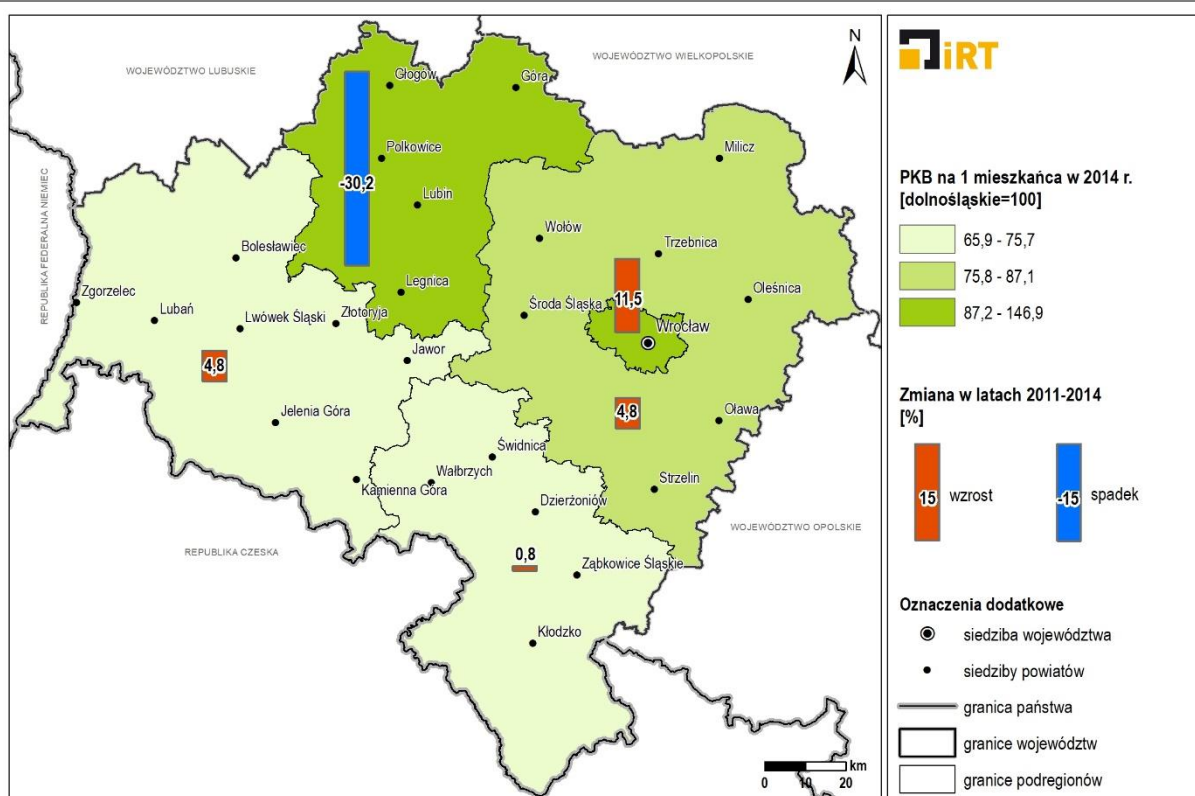 WOJEWÓDZTWO LUBUSKIE
WOJEWÓDZTWO WIELKOPOLSKIE
N
Głogów
Góra
Polkowice
Milicz
-30,2
Lubin
REPUBLIKA FEDERALNA NIEMIEC
Wołów
Trzebnica
Bolesławiec
11,5
Legnica
Oleśnica
Zgorzelec
Środa Śląska
Lubań
Lwówek Śląski
Złotoryja
Wrocław
Jawor
4,8
4,8
Jelenia Góra
Oława
Świdnica
Wałbrzych
Kamienna Góra
Strzelin
Dzierżoniów
WOJEWÓDZTWO OPOLSKIE
REPUBLIKA CZESKA
0,8
Ząbkowice Śląskie
Kłodzko
km
0 10 20
iRT
PKB na 1 mieszkańca w 2014 r.
[dolnośląskie=100]
65,9 - 75,7
75,8 - 87,1
87,2 - 146,9
Zmiana w latach 2011-2014
[%]
15 wzrost
-15 spadek
Oznaczenia dodatkowe
siedziba województwa
siedziby powiatów
granica państwa
granice województw
granice podregionów